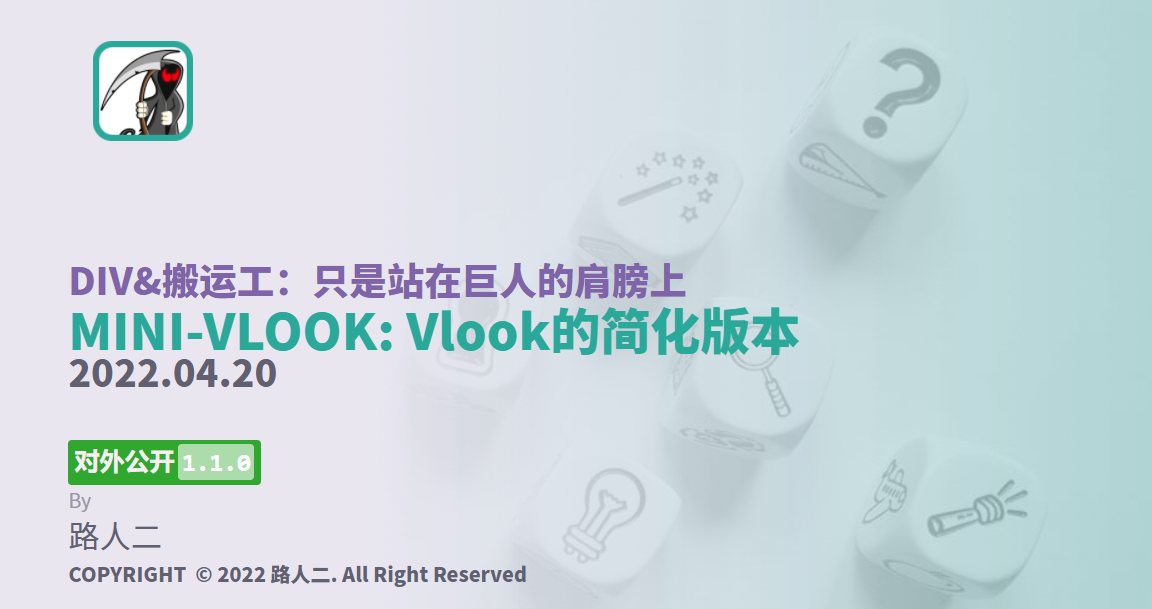 DIV&搬运工：只是站在巨人的肩膀上
MINI-VLOOK: Vlook的简化版本
2022.04.20
对外公开 1.1.0
By
路人二
COPYRIGHT © 2022 路人二. All Right Reserved